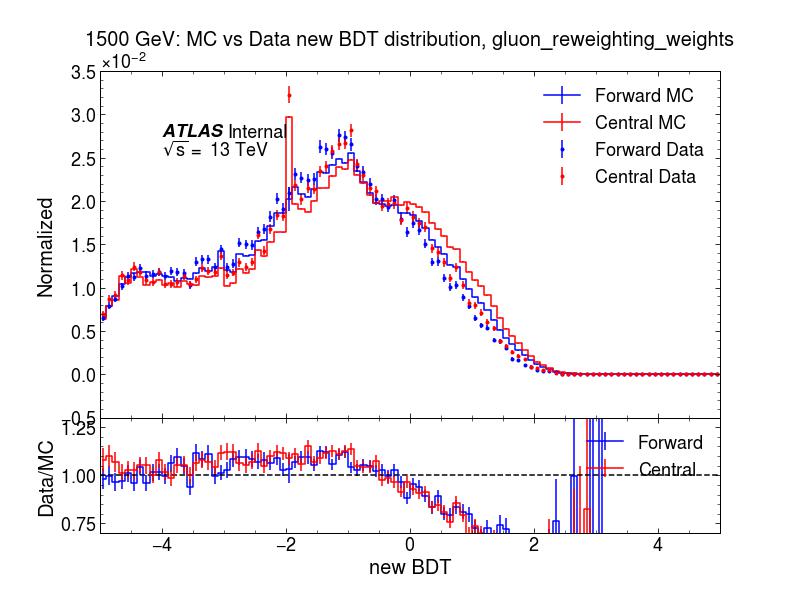 1500 GeV: MC vs Data new BDT distribution, gluon_reweighting_weights
×10⁻²
3.5
3.0
2.5
2.0
1.5
1.0
0.5
0.0
0.5
Normalized
ATLAS Internal
√s = 13 TeV
Forward MC
Central MC
Forward Data
Central Data
1.25
1.00
0.75
Data/MC
Forward
Central
−4 −2 0 2 4
new BDT